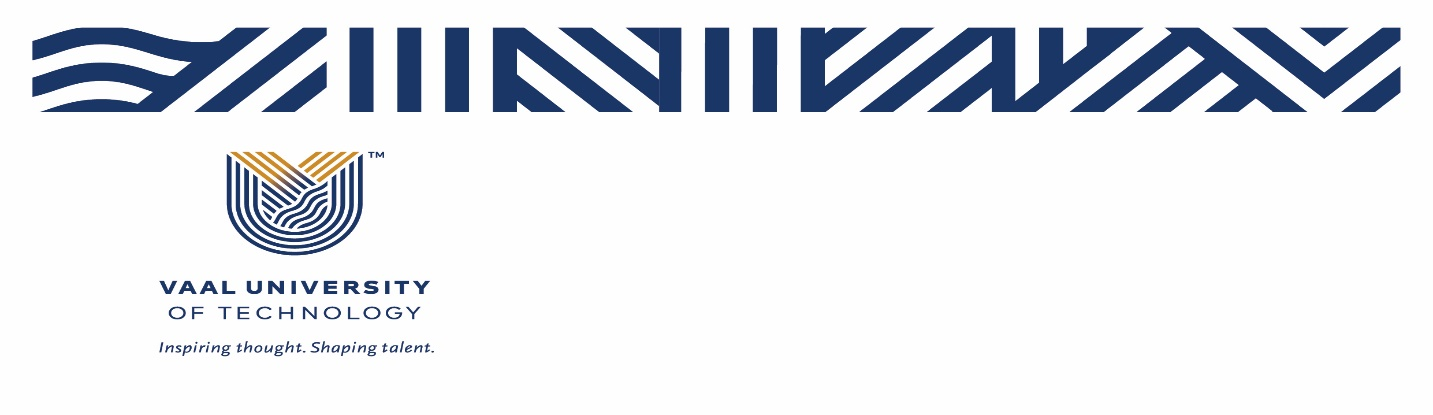 TM
VAAL UNIVERSITY
OF TECHNOLOGY
Inspiring thought. Shaping talent.